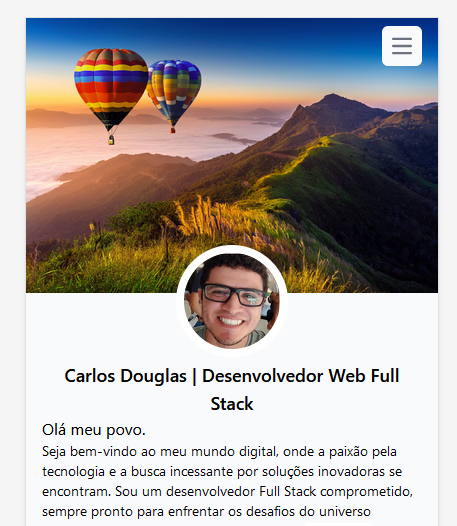 Carlos Douglas | Desenvolvedor Web Full
Stack
Olá meu povo.
Seja bem-vindo ao meu mundo digital, onde a paixão pela
tecnologia e a busca incessante por soluções inovadoras se
encontram. Sou um desenvolvedor Full Stack comprometido,
sempre pronto para enfrentar os desafios do universo